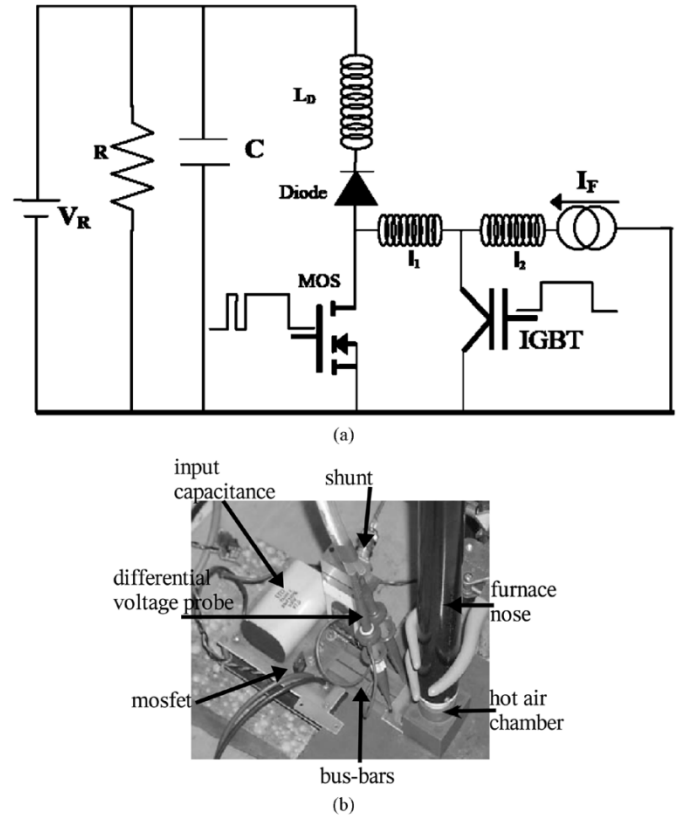 L_D
R
C
Diode
V_R
I_F
l_1
l_2
MOS
IGBT
(a)
input
capacitance
shunt
differential
voltage probe
furnace
nose
mosfet
hot air
chamber
bus-bars
(b)